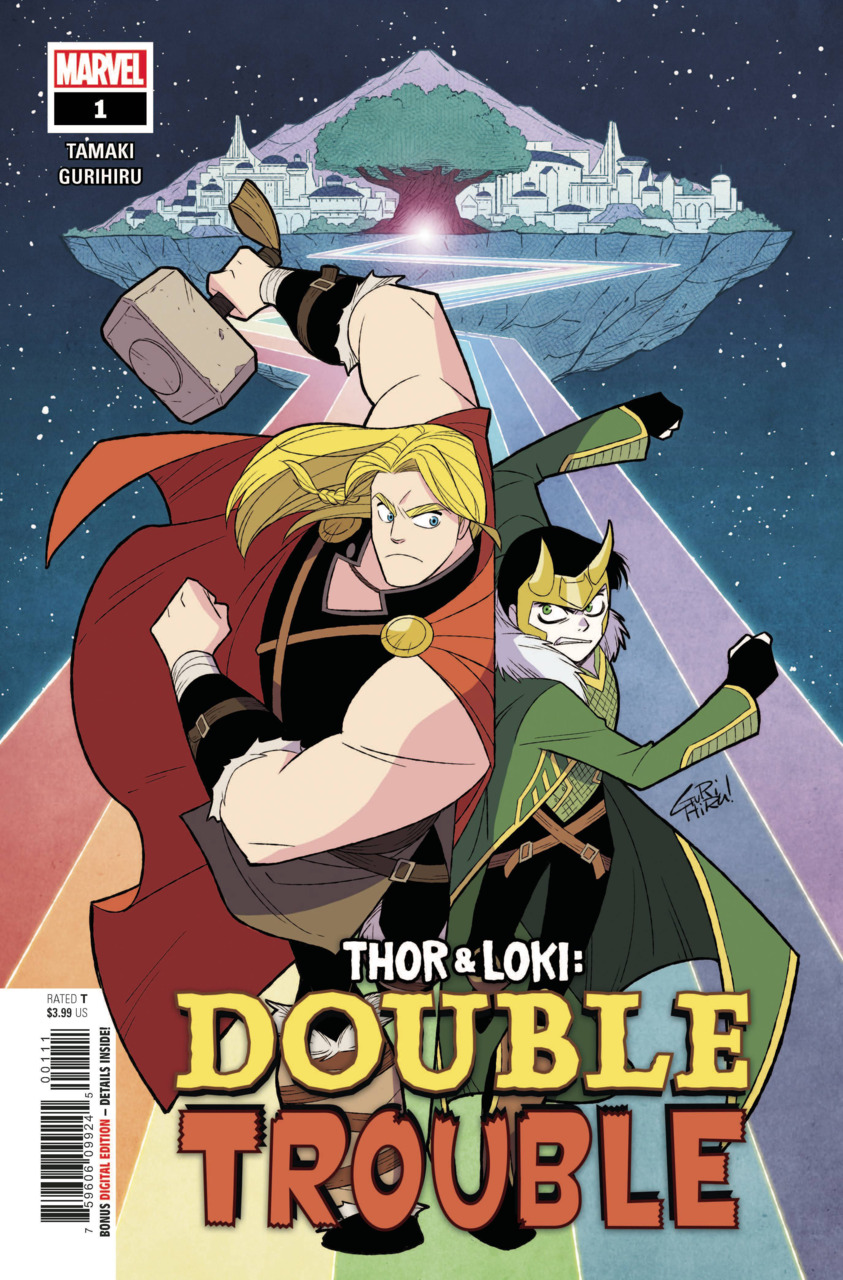 MARVEL
1
TAMAKI
GURIHIRU
GURi
HiRU!
THOR & LOKI:
DOUBLE
TROUBLE
RATED T
$3.99 US
00111
7 59606 09924 5
BONUS DIGITAL EDITION – DETAILS INSIDE!